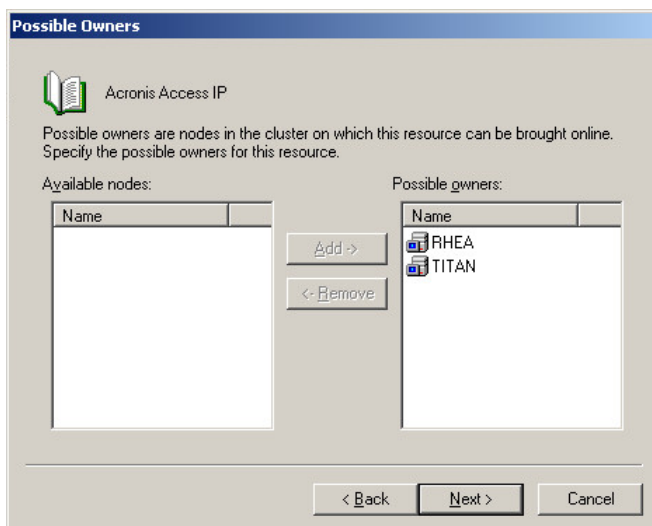 Possible Owners
Acronis Access IP
Possible owners are nodes in the cluster on which this resource can be brought online.
Specify the possible owners for this resource.
Available nodes:
Possible owners:
Name
Name
Add ->
RHEA
TITAN
<- Remove
< Back
Next >
Cancel